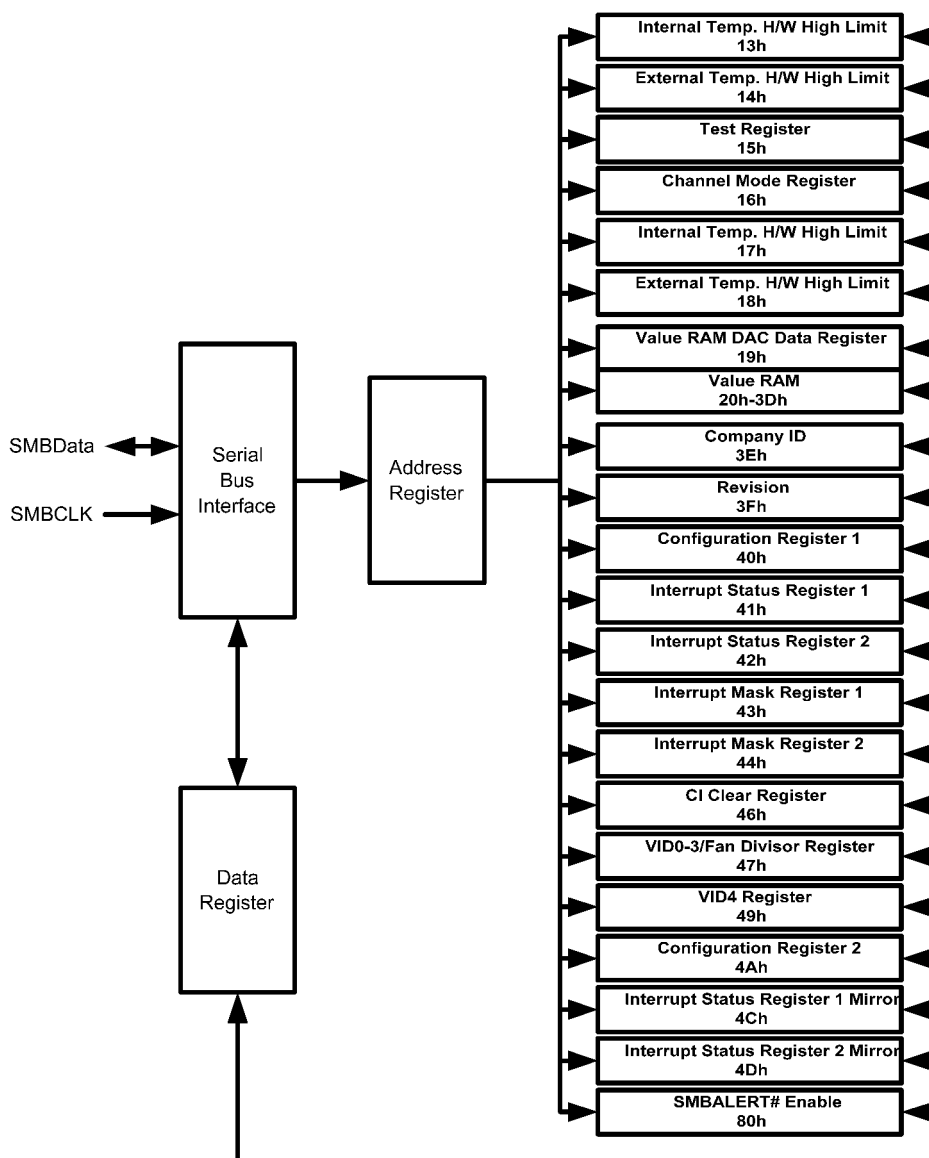 Internal Temp. H/W High Limit
13h
External Temp. H/W High Limit
14h
Test Register
15h
Channel Mode Register
16h
Internal Temp. H/W High Limit
17h
External Temp. H/W High Limit
18h
Value RAM DAC Data Register
19h
Value RAM
20h-3Dh
Company ID
3Eh
Revision
3Fh
Configuration Register 1
40h
Interrupt Status Register 1
41h
Interrupt Status Register 2
42h
Interrupt Mask Register 1
43h
Interrupt Mask Register 2
44h
CI Clear Register
46h
VID0-3/Fan Divisor Register
47h
VID4 Register
49h
Configuration Register 2
4Ah
Interrupt Status Register 1 Mirror
4Ch
Interrupt Status Register 2 Mirror
4Dh
SMBALERT# Enable
80h
SMBData
SMBCLK
Serial
Bus
Interface
Address
Register
Data
Register